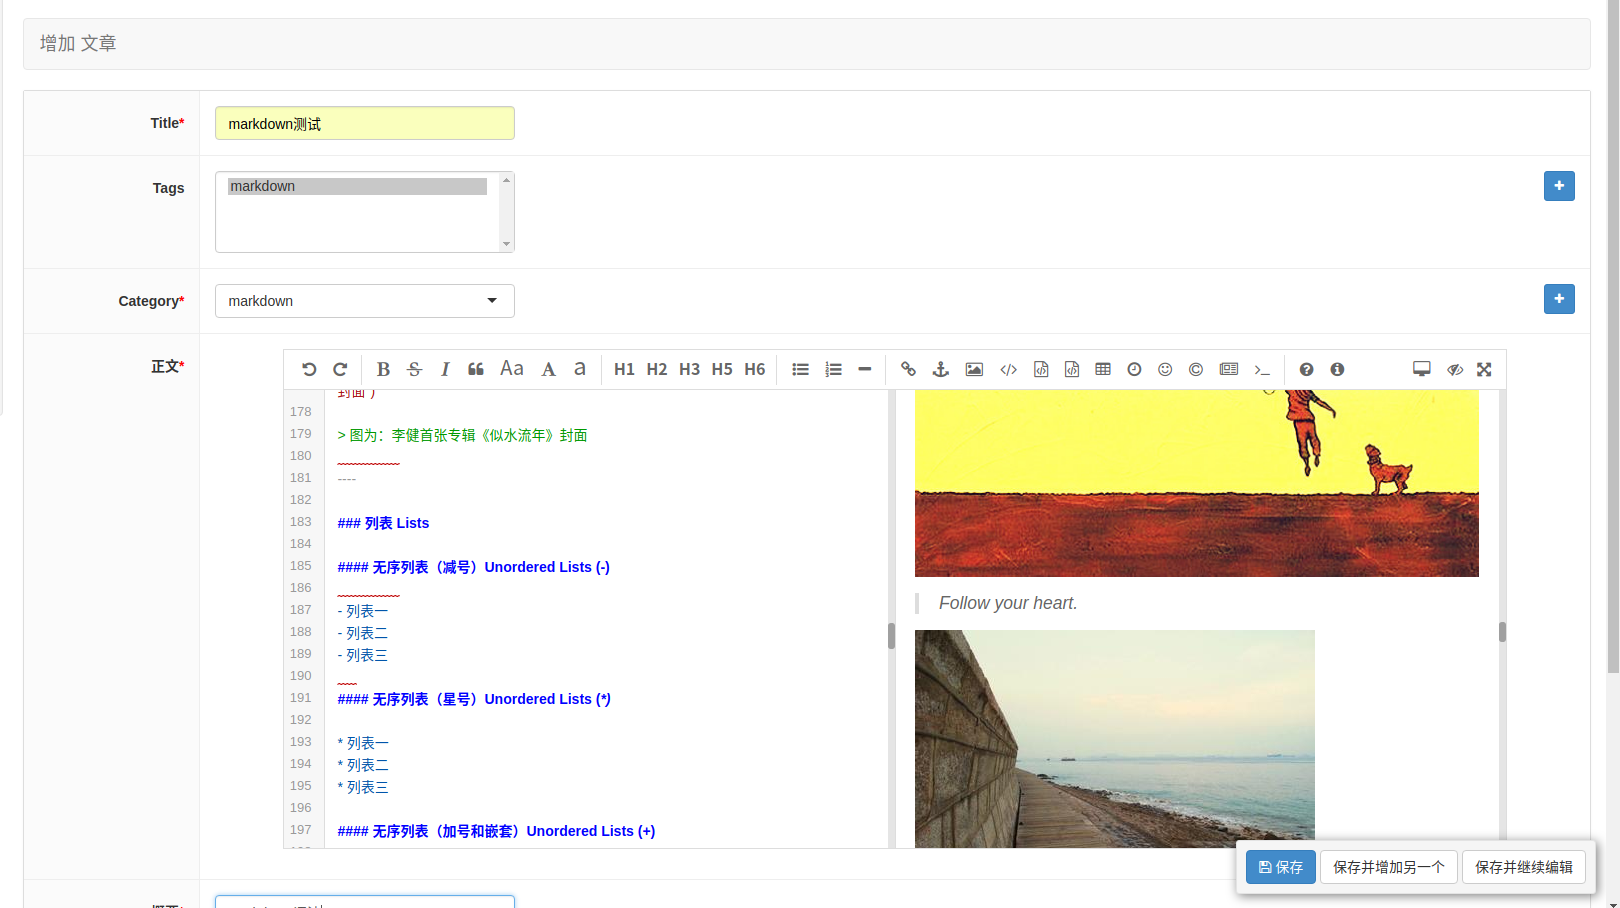 增加 文章
Title*
markdown测试
Tags
markdown
Category*
markdown
正文*
B S I Aa A a H1 H2 H3 H5 H6
封面")
178
179 > 图为：李健首张专辑《似水流年》封面
180
181 ----
182
183 ### 列表 Lists
184
185 #### 无序列表（减号）Unordered Lists (-)
186
187 - 列表一
188 - 列表二
189 - 列表三
190
191 #### 无序列表（星号）Unordered Lists (*)
192
193 * 列表一
194 * 列表二
195 * 列表三
196
197 #### 无序列表（加号和嵌套）Unordered Lists (+)
Follow your heart.
保存 保存并增加另一个 保存并继续编辑